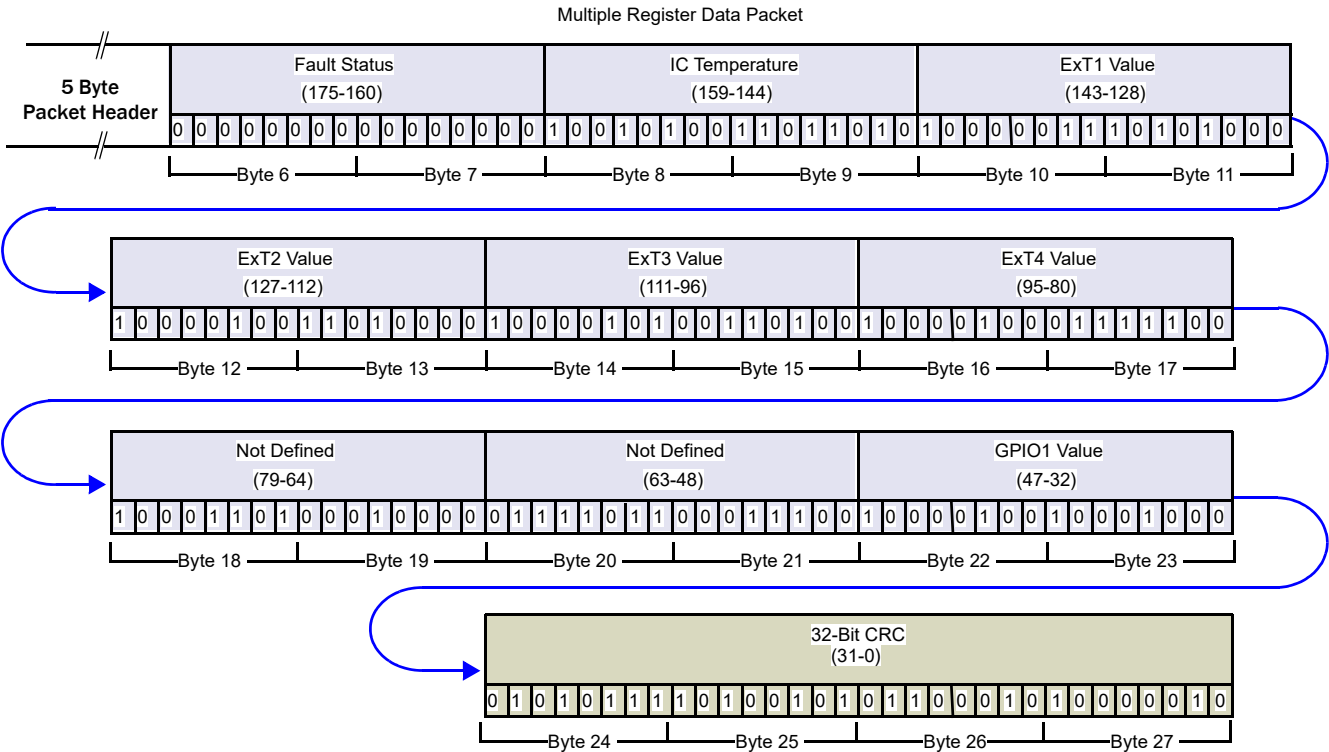 Multiple Register Data Packet
5 Byte
Packet Header
Fault Status
(175-160)
IC Temperature
(159-144)
ExT1 Value
(143-128)
0 0 0 0 0 0 0 0 0 0 0 0 0 0 0 0 1 0 0 1 0 1 0 0 1 1 0 1 1 0 1 0 1 0 0 0 0 0 1 1 1 0 1 0 1 0 0 0
Byte 6 Byte 7 Byte 8 Byte 9 Byte 10 Byte 11
ExT2 Value
(127-112)
ExT3 Value
(111-96)
ExT4 Value
(95-80)
1 0 0 0 0 1 0 0 1 1 0 1 0 0 0 0 1 0 0 0 0 1 0 1 0 0 1 1 0 1 0 0 1 0 0 0 0 1 0 0 0 1 1 1 1 1 0 0
Byte 12 Byte 13 Byte 14 Byte 15 Byte 16 Byte 17
Not Defined
(79-64)
Not Defined
(63-48)
GPIO1 Value
(47-32)
1 0 0 0 1 1 0 1 0 0 0 1 0 0 0 0 0 1 1 1 1 0 1 1 0 0 0 1 1 1 0 0 1 0 0 0 0 1 0 0 1 0 0 0 1 0 0 0
Byte 18 Byte 19 Byte 20 Byte 21 Byte 22 Byte 23
32-Bit CRC
(31-0)
0 1 0 1 0 1 1 1 1 0 1 0 0 1 0 1 0 1 1 0 0 0 1 0 1 0 0 0 0 0 1 0
Byte 24 Byte 25 Byte 26 Byte 27